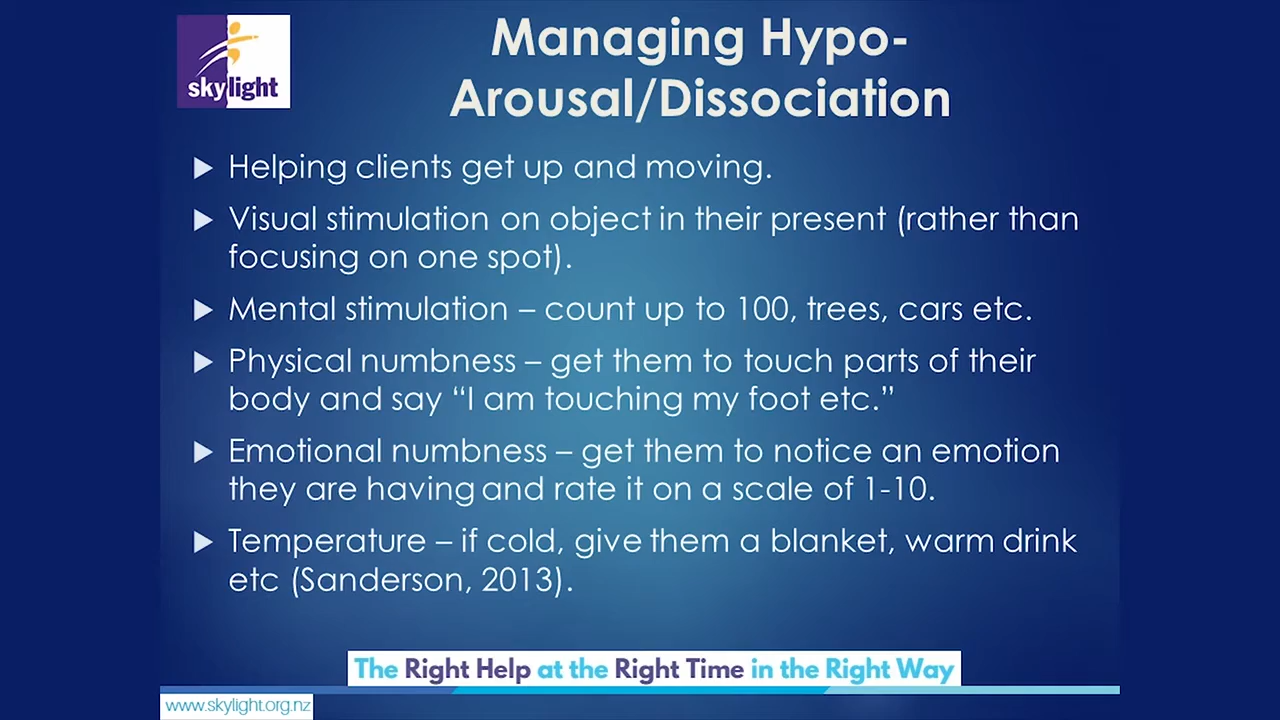 skylight
Managing Hypo-
Arousal/Dissociation
Helping clients get up and moving.
Visual stimulation on object in their present (rather than
focusing on one spot).
Mental stimulation – count up to 100, trees, cars etc.
Physical numbness – get them to touch parts of their
body and say “I am touching my foot etc.”
Emotional numbness – get them to notice an emotion
they are having and rate it on a scale of 1-10.
Temperature – if cold, give them a blanket, warm drink
etc (Sanderson, 2013).
The Right Help at the Right Time in the Right Way
www.skylight.org.nz